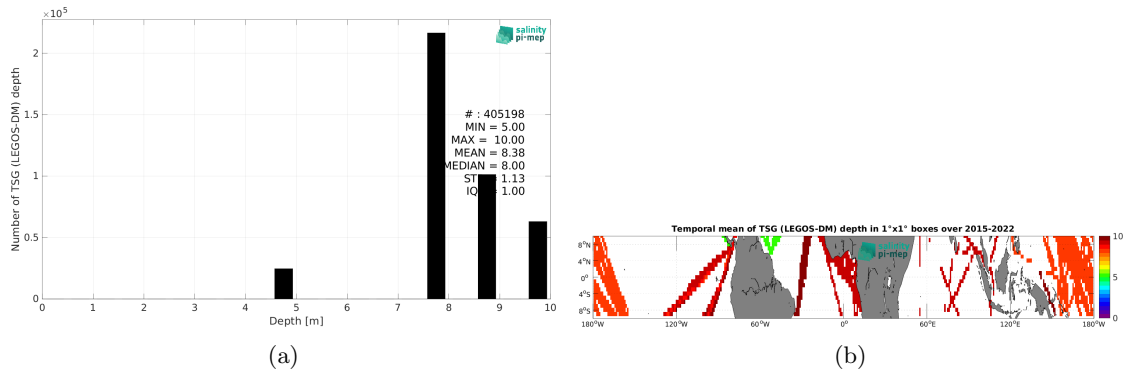 ×10⁵
2
1.5
1
0.5
0
Number of TSG (LEGOS-DM) depth
salinity
pi-mep
# : 405198
MIN = 5.00
MAX = 10.00
MEAN = 8.38
MEDIAN = 8.00
ST = 1.13
IQ = 1.00
0 1 2 3 4 5 6 7 8 9 10
Depth [m]
(a)
Temporal mean of TSG (LEGOS-DM) depth in 1°x1° boxes over 2015-2022
salinity
pi-mep
8°N
4°N
0°
4°S
8°S
180°W 120°W 60°W 0° 60°E 120°E 180°W
10
5
0
(b)